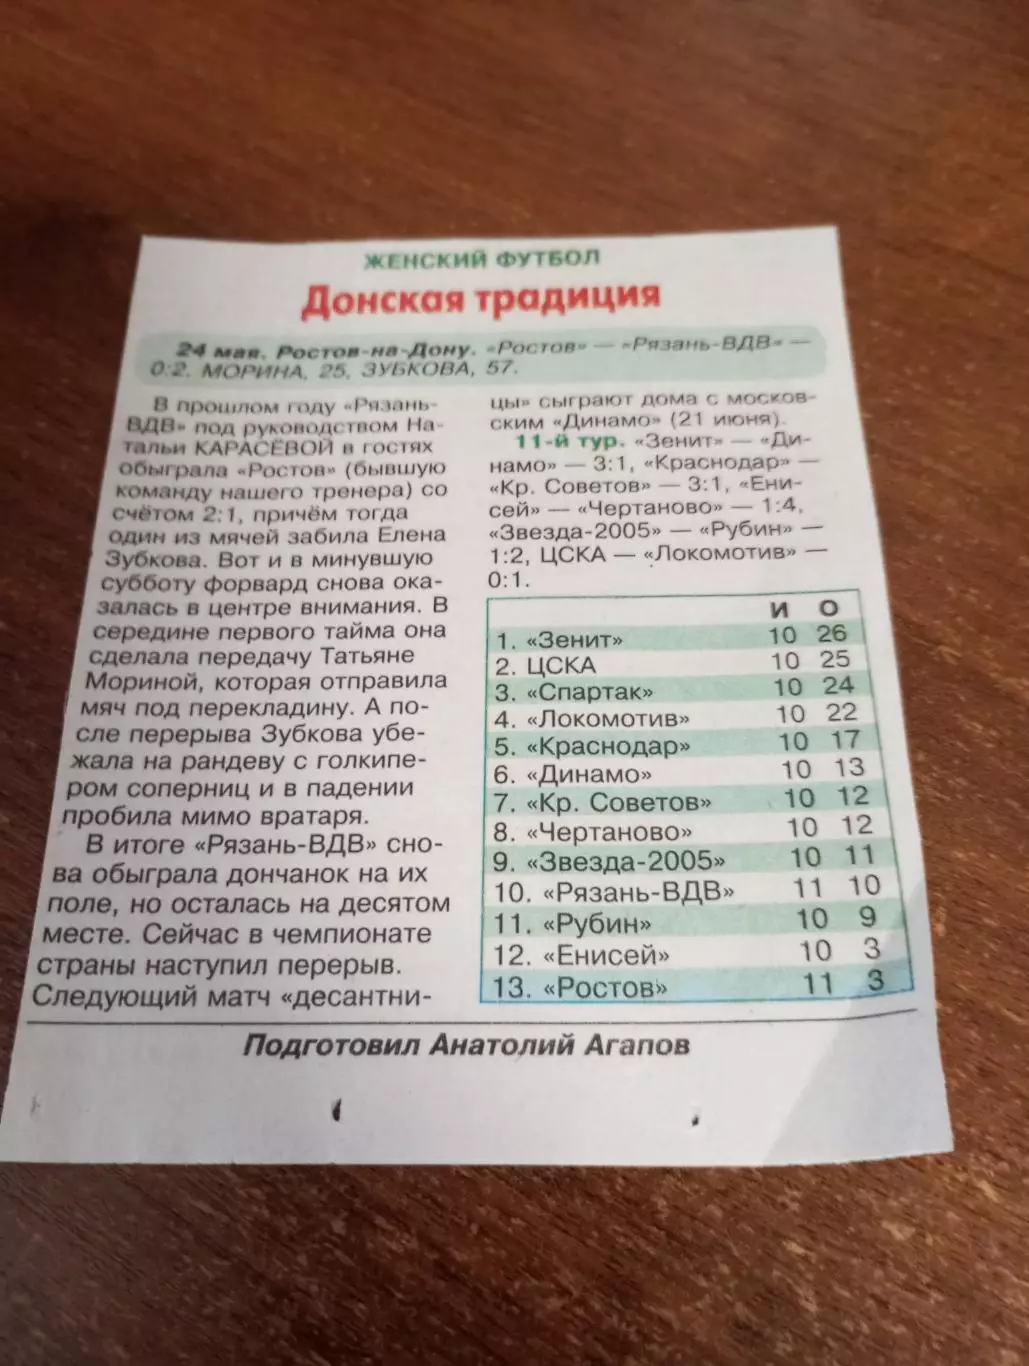 ЖЕНСКИЙ ФУТБОЛ
Донская традиция
24 мая. Ростов-на-Дону. «Ростов» — «Рязань-ВДВ» —
0:2. МОРИНА, 25, ЗУБКОВА, 57.
В прошлом году «Рязань-
ВДВ» под руководством На-
тальи КАРАСЁВОЙ в гостях
обыграла «Ростов» (бывшую
команду нашего тренера) со
счётом 2:1, причём тогда
один из мячей забила Елена
Зубкова. Вот и в минувшую
субботу форвард снова ока-
залась в центре внимания. В
середине первого тайма она
сделала передачу Татьяне
Мориной, которая отправила
мяч под перекладину. А по-
сле перерыва Зубкова убе-
жала на рандеву с голкипе-
ром соперниц и в падении
пробила мимо вратаря.
В итоге «Рязань-ВДВ» сно-
ва обыграла дончанок на их
поле, но осталась на десятом
месте. Сейчас в чемпионате
страны наступил перерыв.
Следующий матч «десантни-
цы» сыграют дома с москов-
ским «Динамо» (21 июня).
11-й тур. «Зенит» — «Ди-
намо» — 3:1, «Краснодар» —
«Кр. Советов» — 3:1, «Ени-
сей» — «Чертаново» — 1:4,
«Звезда-2005» — «Рубин» —
1:2, ЦСКА — «Локомотив» —
0:1.
И О
1. «Зенит» 10 26
2. ЦСКА 10 25
3. «Спартак» 10 24
4. «Локомотив» 10 22
5. «Краснодар» 10 17
6. «Динамо» 10 13
7. «Кр. Советов» 10 12
8. «Чертаново» 10 12
9. «Звезда-2005» 10 11
10. «Рязань-ВДВ» 11 10
11. «Рубин» 10 9
12. «Енисей» 10 3
13. «Ростов» 11 3
Подготовил Анатолий Агапов